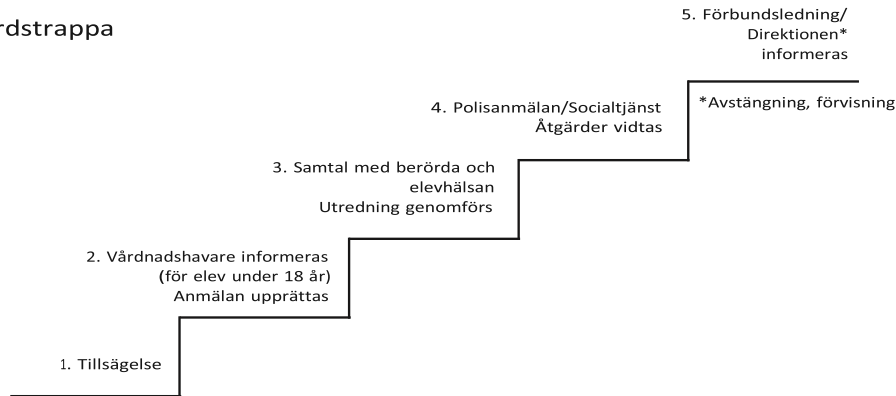 rdstrappa
5. Förbundsledning/
Direktionen*
informeras
*Avstängning, förvisning
4. Polisanmälan/Socialtjänst
Åtgärder vidtas
3. Samtal med berörda och
elevhälsan
Utredning genomförs
2. Vårdnadshavare informeras
(för elev under 18 år)
Anmälan upprättas
1. Tillsägelse